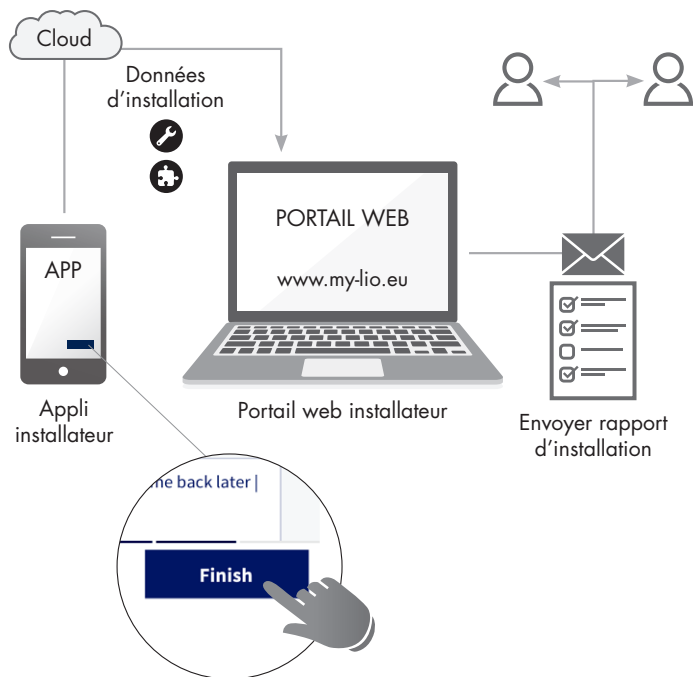 Cloud
Données
d’installation
PORTAIL WEB
www.my-lio.eu
APP
Appli
installateur
Portail web installateur
Envoyer rapport
d’installation
back later |
Finish